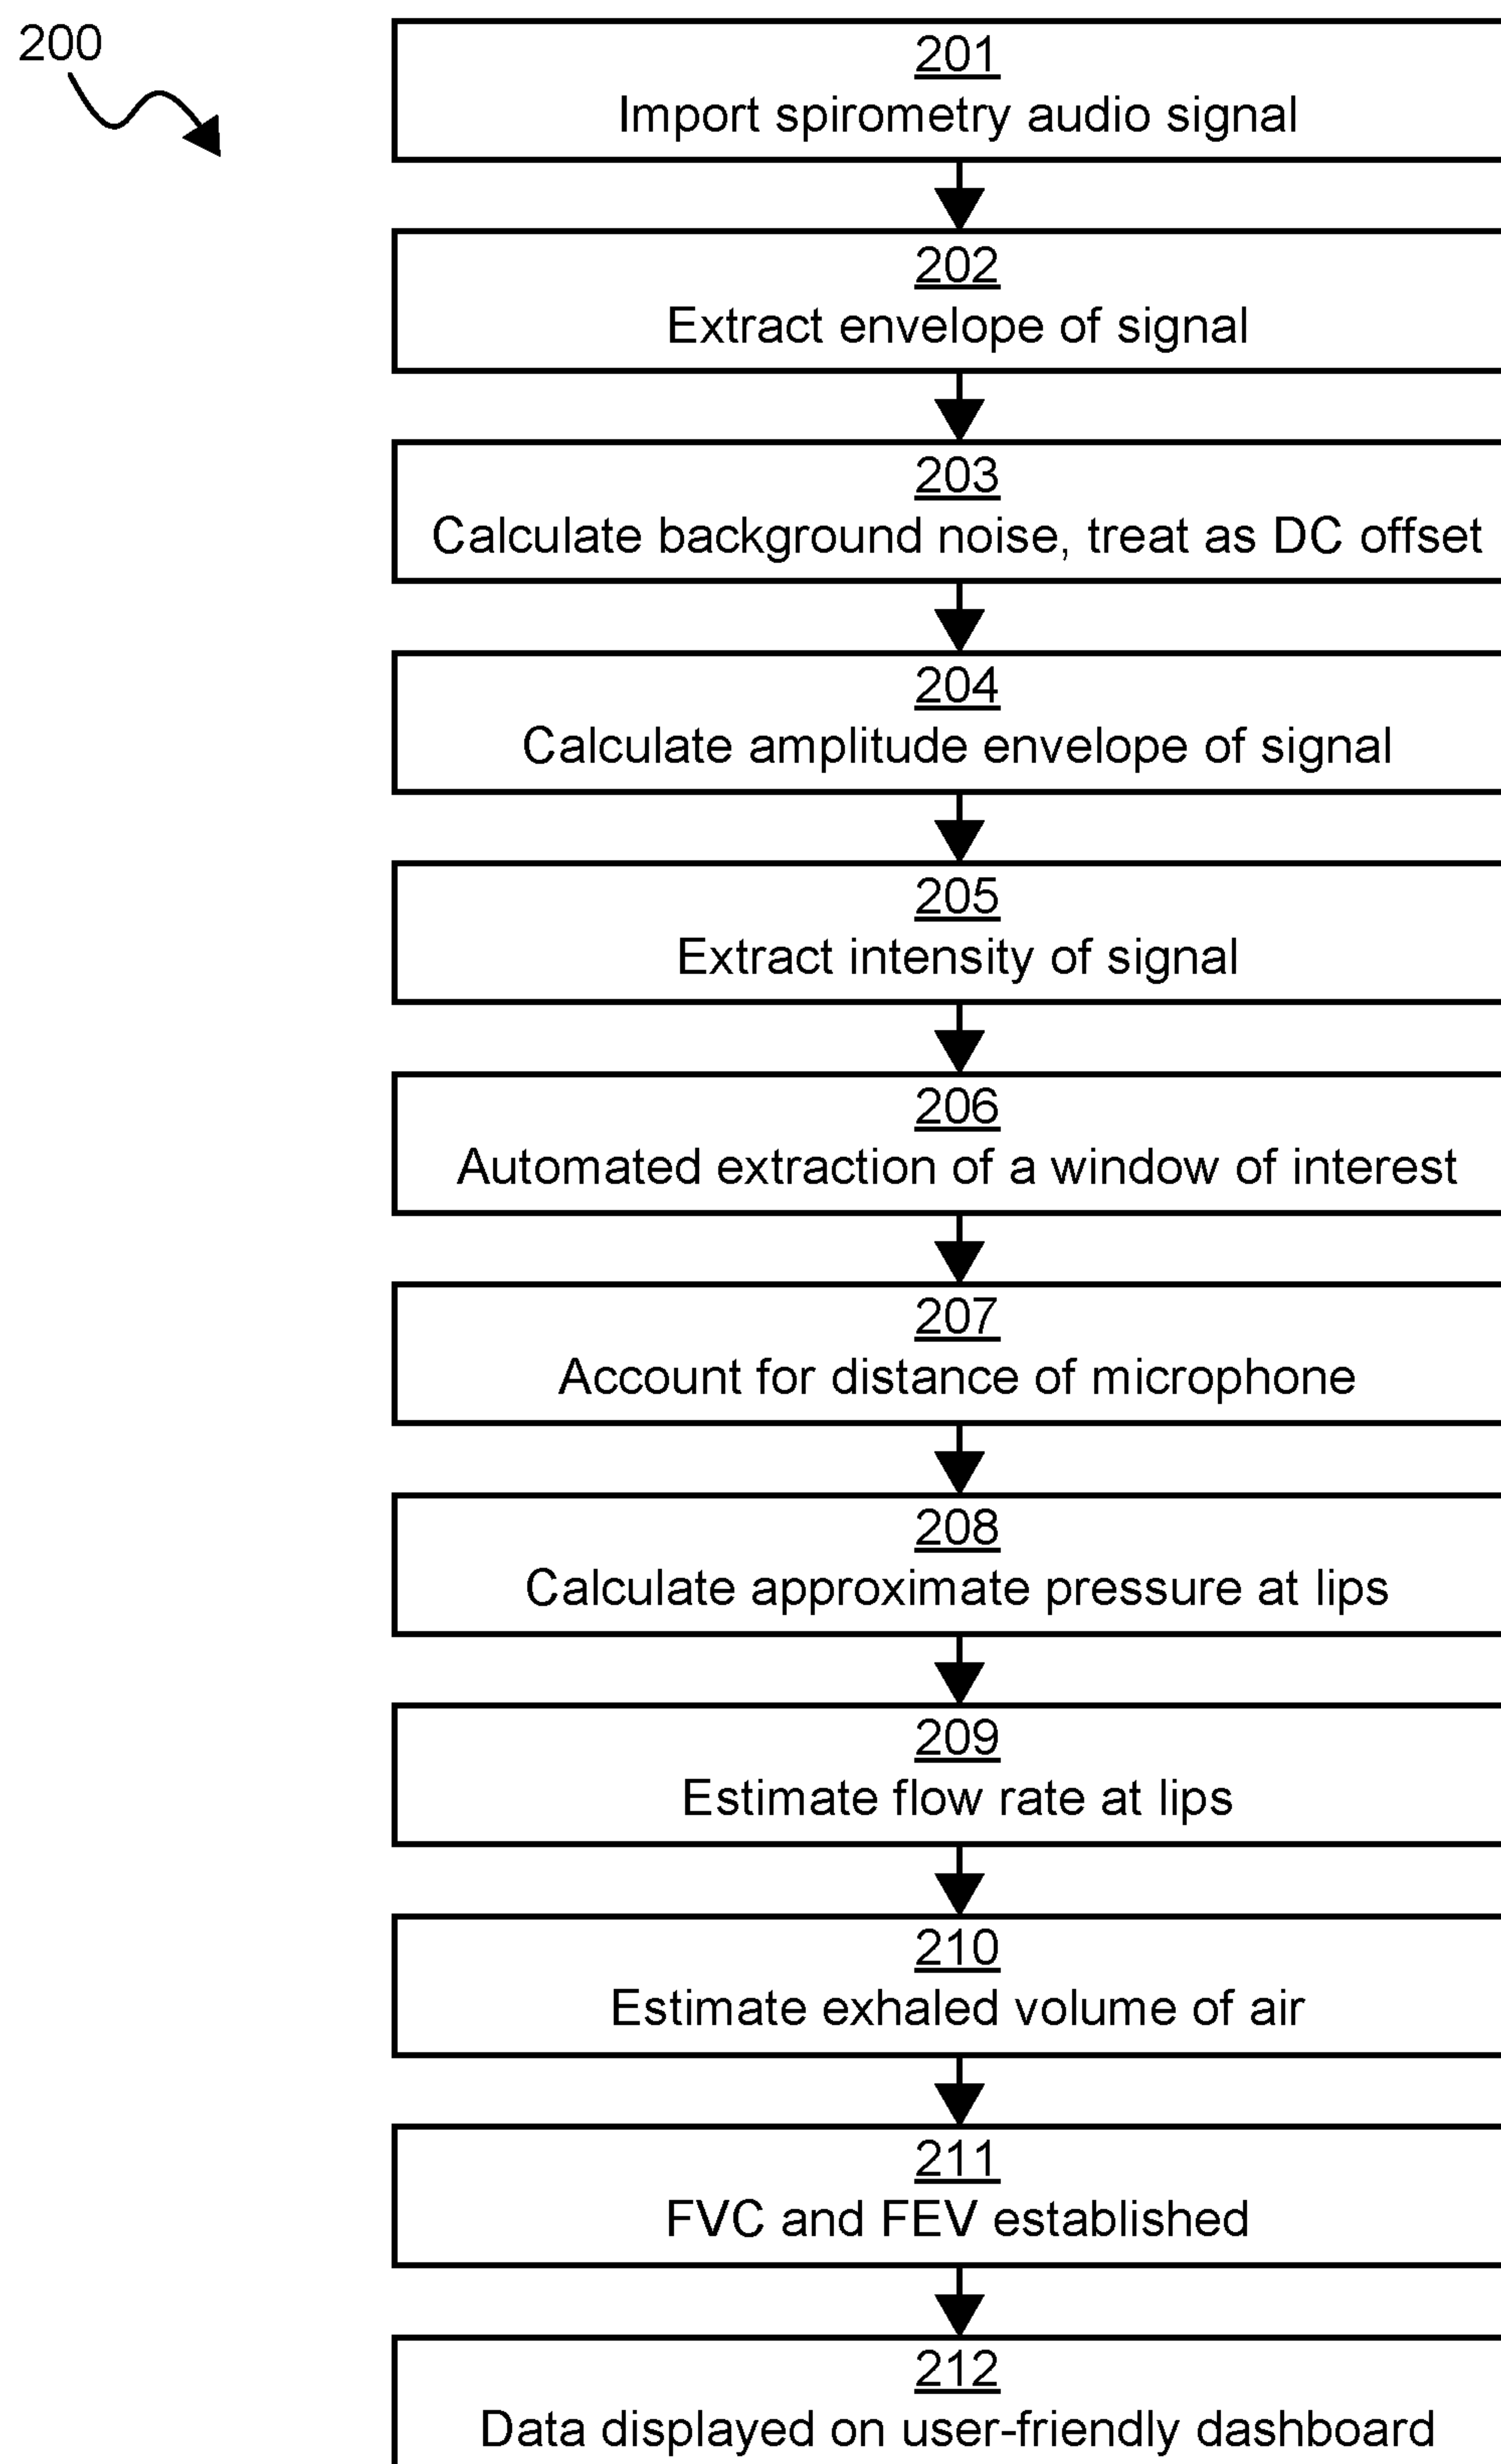 200
201
Import spirometry audio signal
202
Extract envelope of signal
203
Calculate background noise, treat as DC offset
204
Calculate amplitude envelope of signal
205
Extract intensity of signal
206
Automated extraction of a window of interest
207
Account for distance of microphone
208
Calculate approximate pressure at lips
209
Estimate flow rate at lips
210
Estimate exhaled volume of air
211
FVC and FEV established
212
Data displayed on user-friendly dashboard